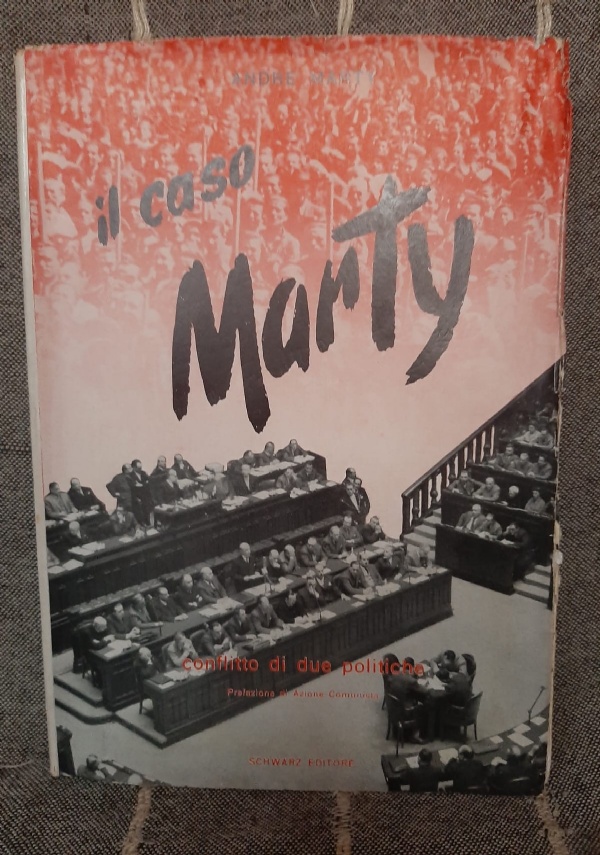 ANDRÉ MARTY
il caso
Marty
conflitto di due politiche
Prefazione di Azione Comunista
SCHWARZ EDITORE